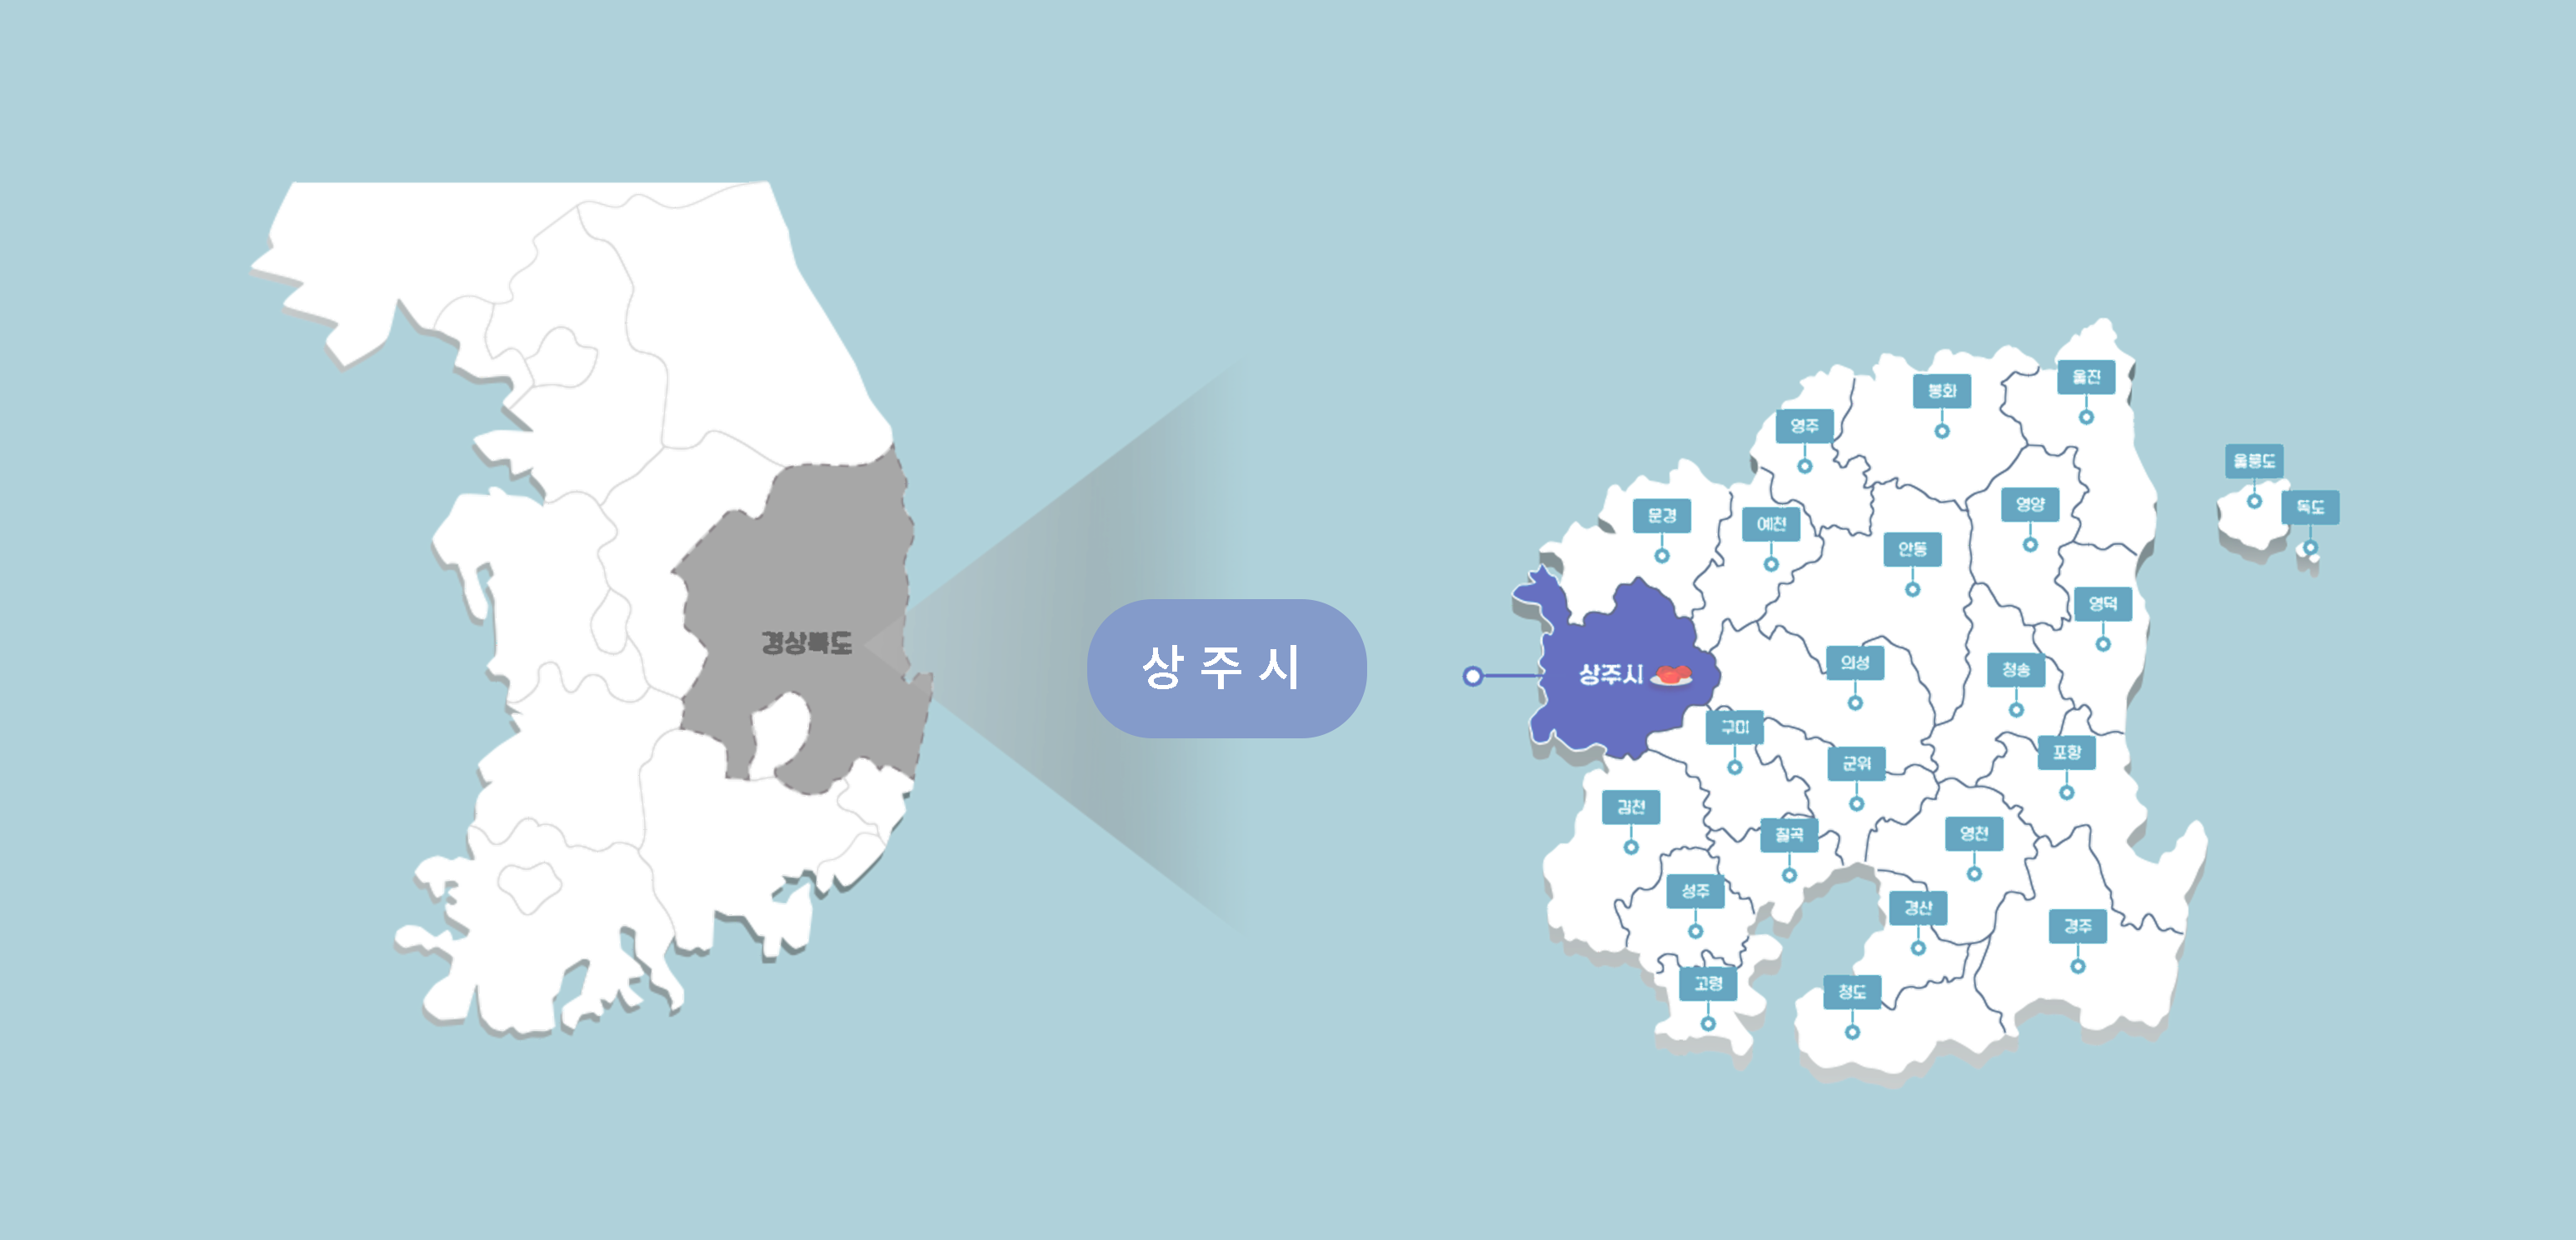 경상북도
상주시
울진
봉화
영주
울릉도
영양
독도
문경
예천
안동
영덕
의성
청송
상주시
구미
포항
군위
김천
영천
칠곡
성주
경산
경주
고령
청도